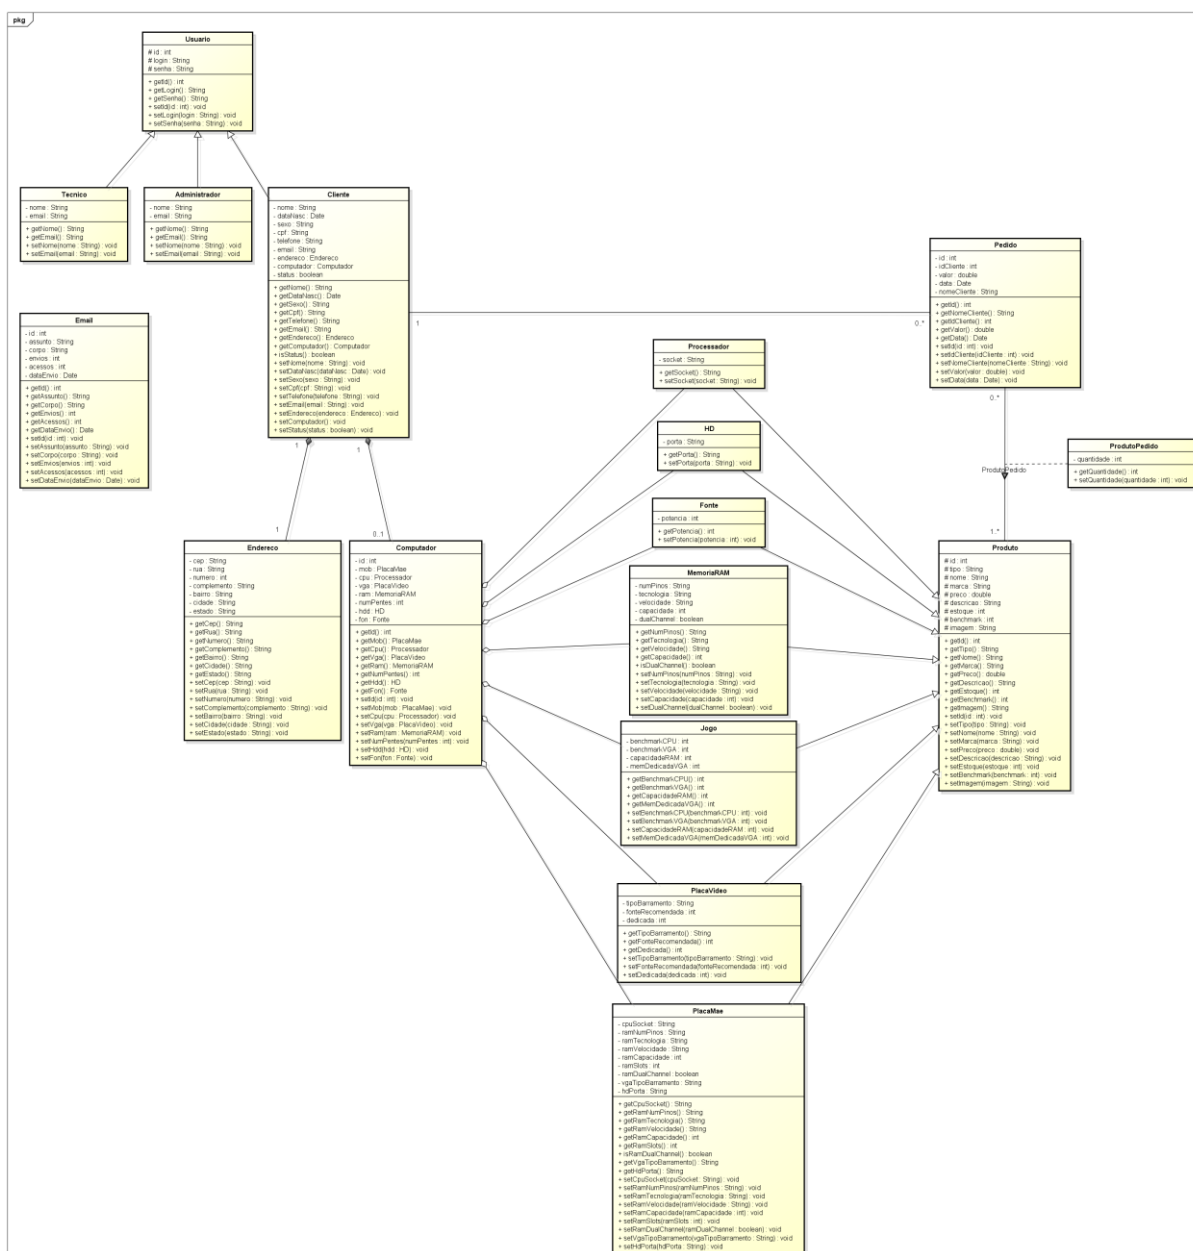 pkg
Usuario
# id : int
# login : String
# senha : String
+ getId() : int
+ getLogin() : String
+ getSenha() : String
+ setId(id : int) : void
+ setLogin(login : String) : void
+ setSenha(senha : String) : void
Tecnico
- nome : String
- email : String
+ getNome() : String
+ getEmail() : String
+ setNome(nome : String) : void
+ setEmail(email : String) : void
Administrador
- nome : String
- email : String
+ getNome() : String
+ getEmail() : String
+ setNome(nome : String) : void
+ setEmail(email : String) : void
Cliente
- nome : String
- dataNasc : Date
- sexo : String
- cpf : String
- telefone : String
- email : String
- endereco : Endereco
- computador : Computador
- status : boolean
+ getNome() : String
+ getDataNasc() : Date
+ getSexo() : String
+ getCpf() : String
+ getTelefone() : String
+ getEmail() : String
+ getEndereco() : Endereco
+ getComputador() : Computador
+ isStatus() : boolean
+ setNome(nome : String) : void
+ setDataNasc(dataNasc : Date) : void
+ setSexo(sexo : String) : void
+ setCpf(cpf : String) : void
+ setTelefone(telefone : String) : void
+ setEmail(email : String) : void
+ setEndereco(endereco : Endereco) : void
+ setComputador() : void
+ setStatus(status : boolean) : void
1
0..*
Pedido
- id : int
- idCliente : int
- valor : double
- data : Date
- nomeCliente : String
+ getId() : int
+ getNomeCliente() : String
+ getIdCliente() : int
+ getValor() : double
+ getData() : Date
+ setId(id : int) : void
+ setIdCliente(idCliente : int) : void
+ setNomeCliente(nomeCliente : String) : void
+ setValor(valor : double) : void
+ setData(data : Date) : void
0..*
ProdutoPedido
1..*
ProdutoPedido
- quantidade : int
+ getQuantidade() : int
+ setQuantidade(quantidade : int) : void
Email
- id : int
- assunto : String
- corpo : String
- envios : int
- acessos : int
- dataEnvio : Date
+ getId() : int
+ getAssunto() : String
+ getCorpo() : String
+ getEnvios() : int
+ getAcessos() : int
+ getDataEnvio() : Date
+ setId(id : int) : void
+ setAssunto(assunto : String) : void
+ setCorpo(corpo : String) : void
+ setEnvios(envios : int) : void
+ setAcessos(acessos : int) : void
+ setDataEnvio(dataEnvio : Date) : void
1
1
1
0..1
Processador
- socket : String
+ getSocket() : String
+ setSocket(socket : String) : void
HD
- porta : String
+ getPorta() : String
+ setPorta(porta : String) : void
Fonte
- potencia : int
+ getPotencia() : int
+ setPotencia(potencia : int) : void
Endereco
- cep : String
- rua : String
- numero : int
- complemento : String
- bairro : String
- cidade : String
- estado : String
+ getCep() : String
+ getRua() : String
+ getNumero() : String
+ getComplemento() : String
+ getBairro() : String
+ getCidade() : String
+ getEstado() : String
+ setCep(cep : String) : void
+ setRua(rua : String) : void
+ setNumero(numero : String) : void
+ setComplemento(complemento : String) : void
+ setBairro(bairro : String) : void
+ setCidade(cidade : String) : void
+ setEstado(estado : String) : void
Computador
- id : int
- mob : PlacaMae
- cpu : Processador
- vga : PlacaVideo
- ram : MemoriaRAM
- numPentes : int
- hdd : HD
- fon : Fonte
+ getId() : int
+ getMob() : PlacaMae
+ getCpu() : Processador
+ getVga() : PlacaVideo
+ getRam() : MemoriaRAM
+ getNumPentes() : int
+ getHdd() : HD
+ getFon() : Fonte
+ setId(id : int) : void
+ setMob(mob : PlacaMae) : void
+ setCpu(cpu : Processador) : void
+ setVga(vga : PlacaVideo) : void
+ setRam(ram : MemoriaRAM) : void
+ setNumPentes(numPentes : int) : void
+ setHdd(hdd : HD) : void
+ setFon(fon : Fonte) : void
MemoriaRAM
- numPinos : String
- tecnologia : String
- velocidade : String
- capacidade : int
- dualChannel : boolean
+ getNumPinos() : String
+ getTecnologia() : String
+ getVelocidade() : String
+ getCapacidade() : int
+ isDualChannel() : boolean
+ setNumPinos(numPinos : String) : void
+ setTecnologia(tecnologia : String) : void
+ setVelocidade(velocidade : String) : void
+ setCapacidade(capacidade : int) : void
+ setDualChannel(dualChannel : boolean) : void
Produto
# id : int
# tipo : String
# nome : String
# marca : String
# preco : double
# descricao : String
# estoque : int
# benchmark : int
# imagem : String
+ getId() : int
+ getTipo() : String
+ getNome() : String
+ getMarca() : String
+ getPreco() : double
+ getDescricao() : String
+ getEstoque() : int
+ getBenchmark() : int
+ getImagem() : String
+ setId(id : int) : void
+ setTipo(tipo : String) : void
+ setNome(nome : String) : void
+ setMarca(marca : String) : void
+ setPreco(preco : double) : void
+ setDescricao(descricao : String) : void
+ setEstoque(estoque : int) : void
+ setBenchmark(benchmark : int) : void
+ setImagem(imagem : String) : void
Jogo
- benchmarkCPU : int
- benchmarkVGA : int
- capacidadeRAM : int
- memDedicadaVGA : int
+ getBenchmarkCPU() : int
+ getBenchmarkVGA() : int
+ getCapacidadeRAM() : int
+ getMemDedicadaVGA() : int
+ setBenchmarkCPU(benchmarkCPU : int) : void
+ setBenchmarkVGA(benchmarkVGA : int) : void
+ setCapacidadeRAM(capacidadeRAM : int) : void
+ setMemDedicadaVGA(memDedicadaVGA : int) : void
PlacaVideo
- tipoBarramento : String
- fonteRecomendada : int
- dedicada : int
+ getTipoBarramento() : String
+ getFonteRecomendada() : int
+ getDedicada() : int
+ setTipoBarramento(tipoBarramento : String) : void
+ setFonteRecomendada(fonteRecomendada : int) : void
+ setDedicada(dedicada : int) : void
PlacaMae
- cpuSocket : String
- ramNumPinos : String
- ramTecnologia : String
- ramVelocidade : String
- ramCapacidade : int
- ramSlots : int
- ramDualChannel : boolean
- vgaTipoBarramento : String
- hdPorta : String
+ getCpuSocket() : String
+ getRamNumPinos() : String
+ getRamTecnologia() : String
+ getRamVelocidade() : String
+ getRamCapacidade() : int
+ getRamSlots() : int
+ isRamDualChannel() : boolean
+ getVgaTipoBarramento() : String
+ getHdPorta() : String
+ setCpuSocket(cpuSocket : String) : void
+ setRamNumPinos(ramNumPinos : String) : void
+ setRamTecnologia(ramTecnologia : String) : void
+ setRamVelocidade(ramVelocidade : String) : void
+ setRamCapacidade(ramCapacidade : int) : void
+ setRamSlots(ramSlots : int) : void
+ setRamDualChannel(ramDualChannel : boolean) : void
+ setVgaTipoBarramento(vgaTipoBarramento : String) : void
+ setHdPorta(hdPorta : String) : void